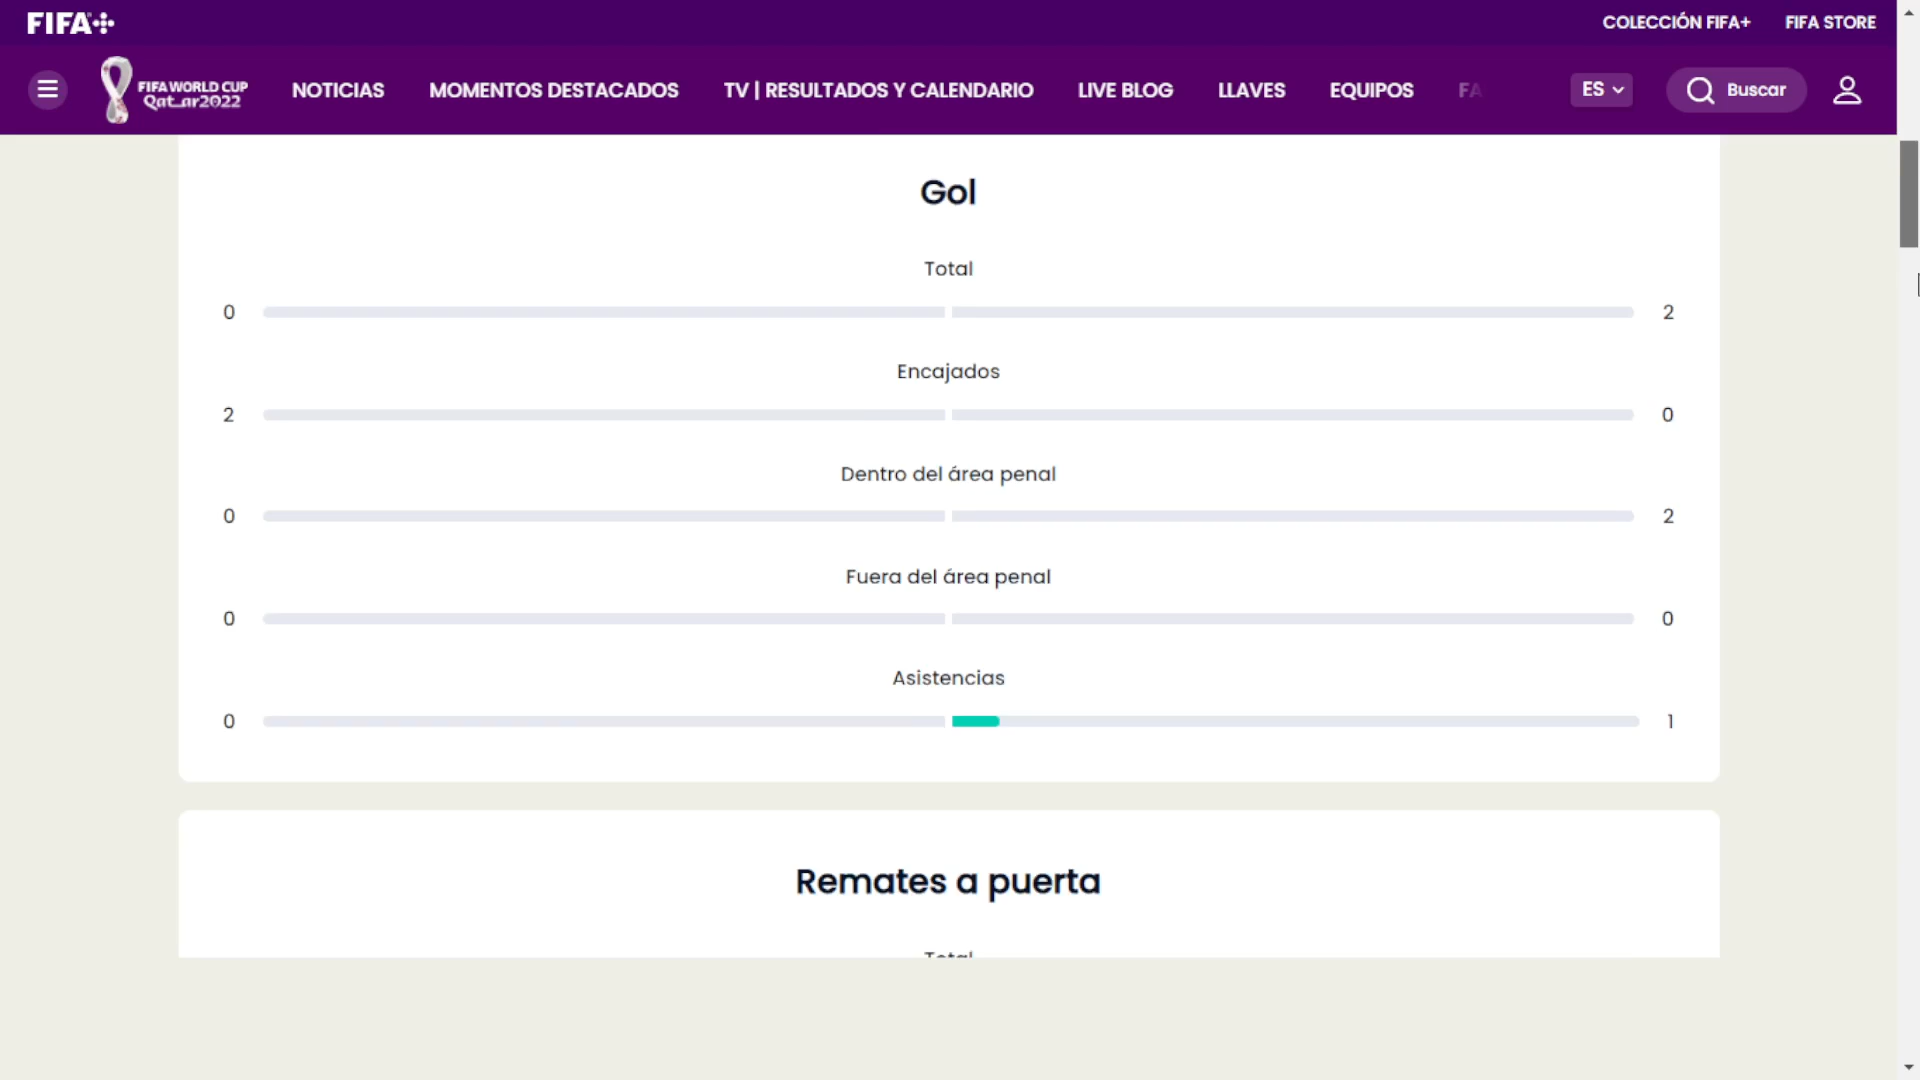 FIFA+
COLECCIÓN FIFA+
FIFA STORE
FIFA WORLD CUP
Qatar2022
NOTICIAS
MOMENTOS DESTACADOS
TV | RESULTADOS Y CALENDARIO
LIVE BLOG
LLAVES
EQUIPOS
FA
ES
Buscar
Gol
Total
0 2
Encajados
2 0
Dentro del área penal
0 2
Fuera del área penal
0 0
Asistencias
0 1
Remates a puerta
Total